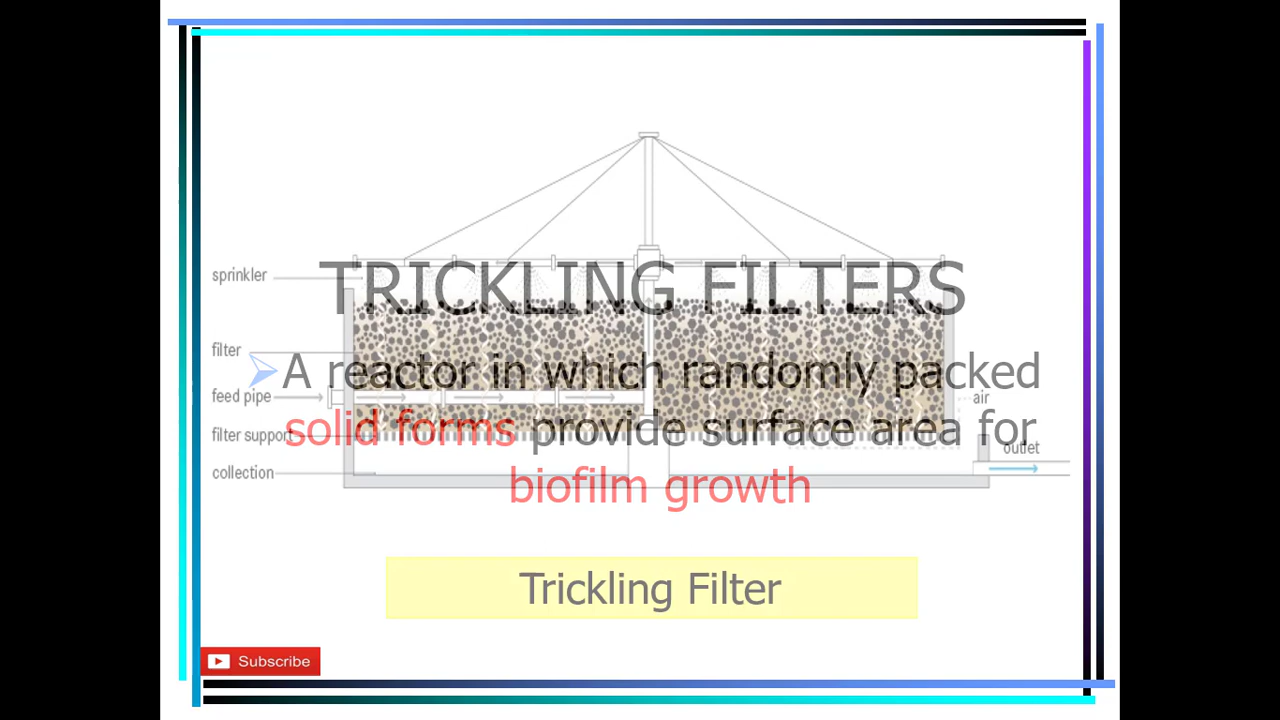 sprinkler
TRICKLING FILTERS
filter
A reactor in which randomly packed
feed pipe
air
solid forms provide surface area for
filter support
outlet
collection
biofilm growth
Trickling Filter
Subscribe